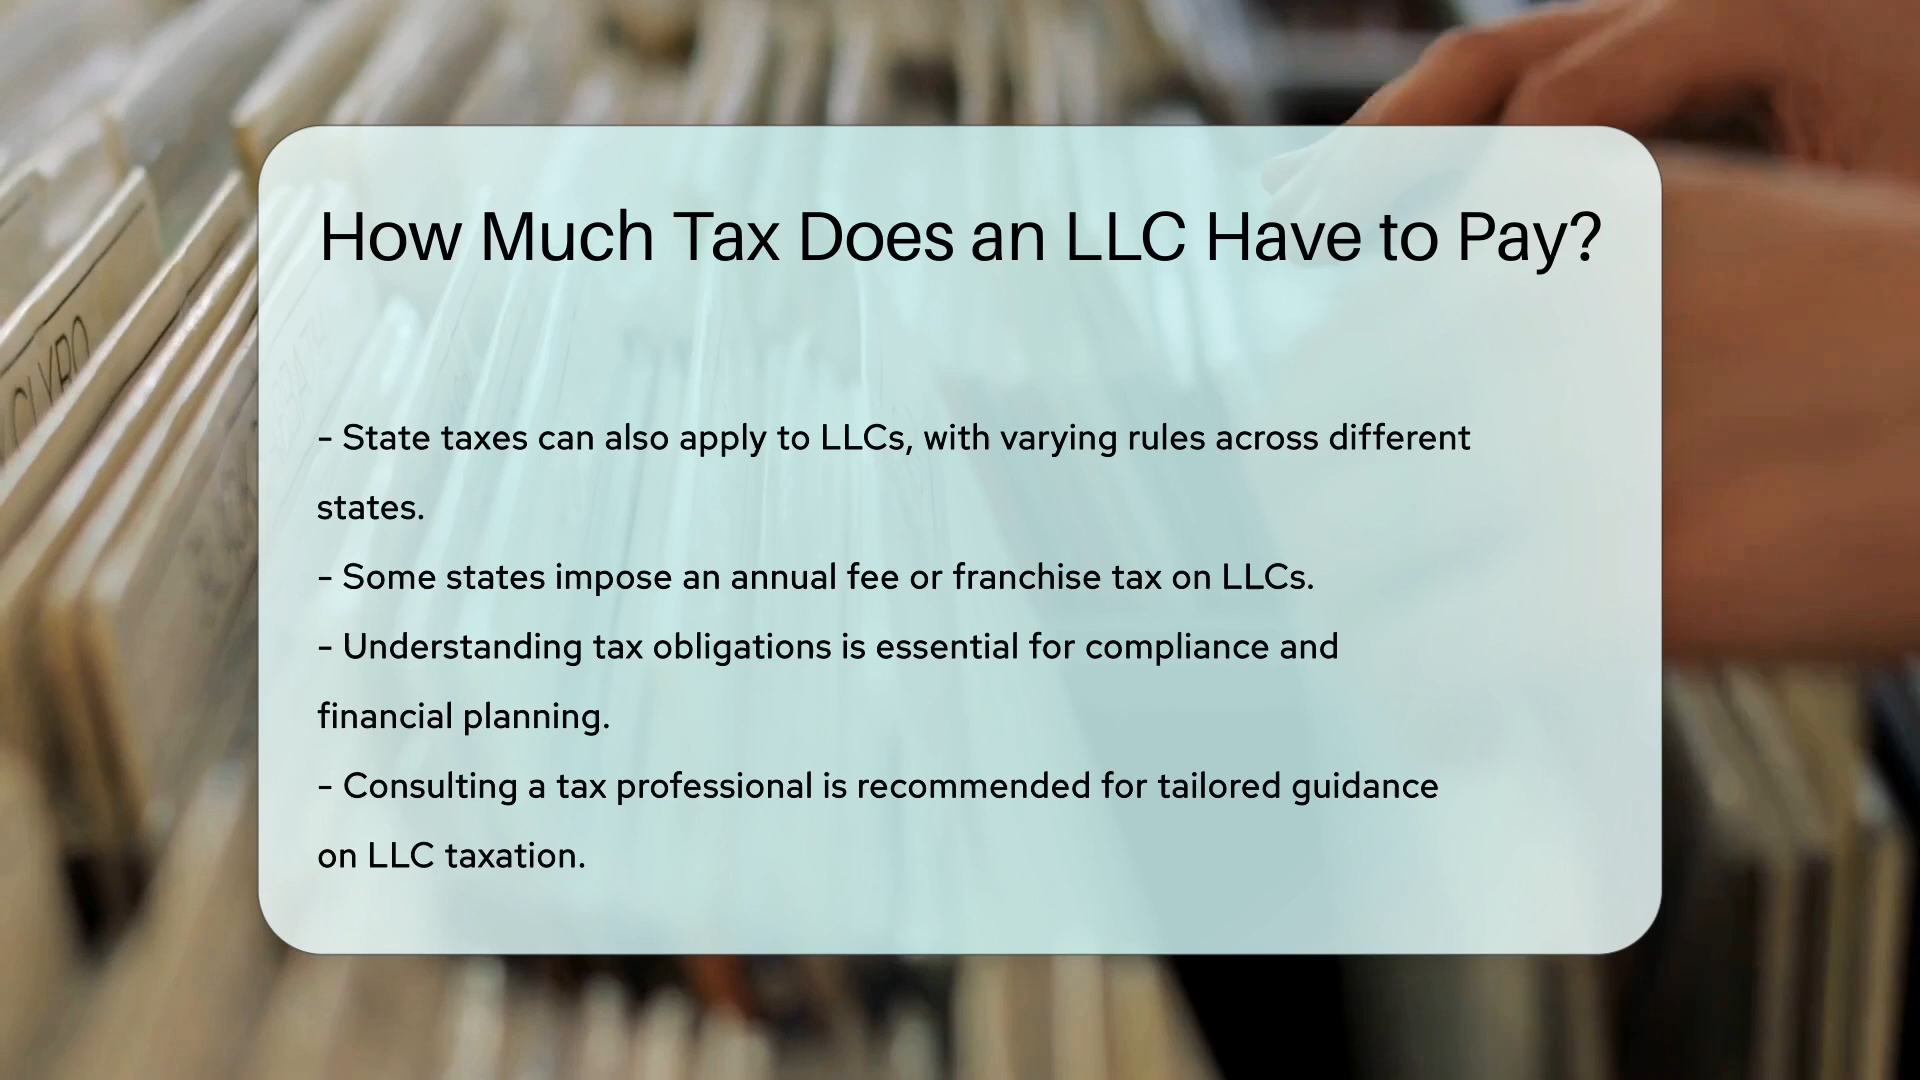 How Much Tax Does an LLC Have to Pay?
- State taxes can also apply to LLCs, with varying rules across different
states.
- Some states impose an annual fee or franchise tax on LLCs.
- Understanding tax obligations is essential for compliance and
financial planning.
- Consulting a tax professional is recommended for tailored guidance
on LLC taxation.